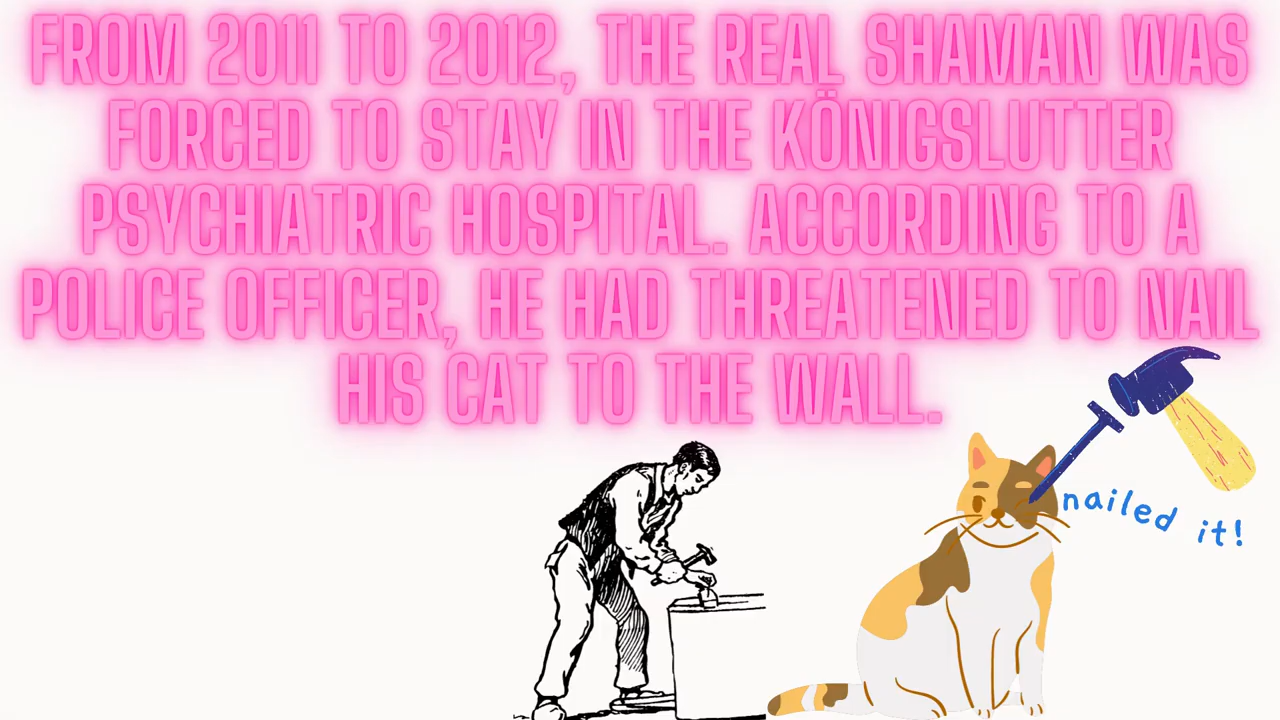 FROM 2011 TO 2012, THE REAL SHAMAN WAS
FORCED TO STAY IN THE KÖNIGSLUTTER
PSYCHIATRIC HOSPITAL. ACCORDING TO A
POLICE OFFICER, HE HAD THREATENED TO NAIL
HIS CAT TO THE WALL.
nailed it!